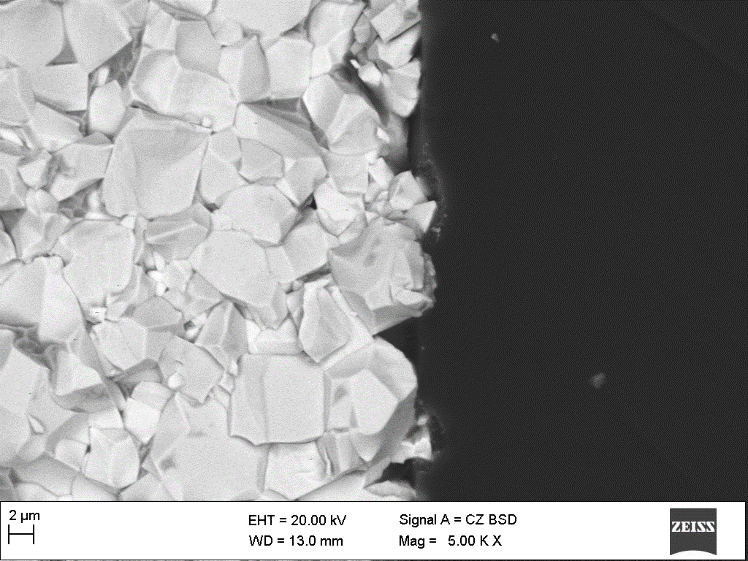 2 µm
EHT = 20.00 kV
WD = 13.0 mm
Signal A = CZ BSD
Mag = 5.00 K X
ZEISS